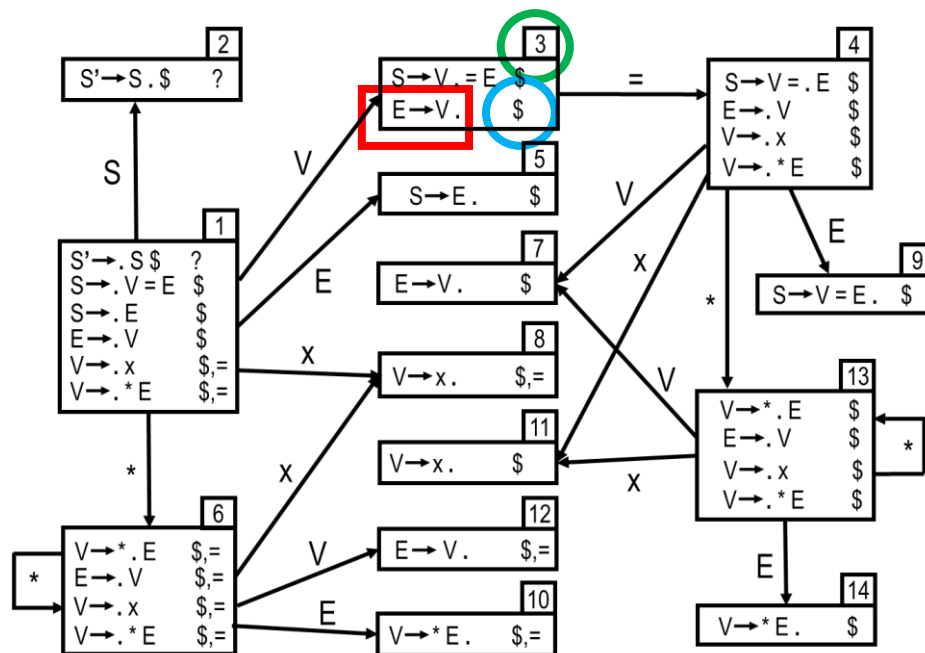 2
S'→S.$ ?
3
S→V.=E $
E→V. $
=
4
S→V=.E $
E→.V $
V→.x $
V→.*E $
S
V
5
S→E. $
1
S'→.S$ ?
S→.V=E $
S→.E $
E→.V $
V→.x $,=
V→.*E $,=
E
7
E→V. $
V
x
*
E
9
S→V=E. $
x
8
V→x. $,=
V
x
11
V→x. $
13
V→*.E $
E→.V $
V→.x $
V→.*E $
*
*
x
6
V→*.E $,=
E→.V $,=
V→.x $,=
V→.*E $,=
*
V
12
E→V. $,=
E
10
V→*E. $,=
E
14
V→*E. $